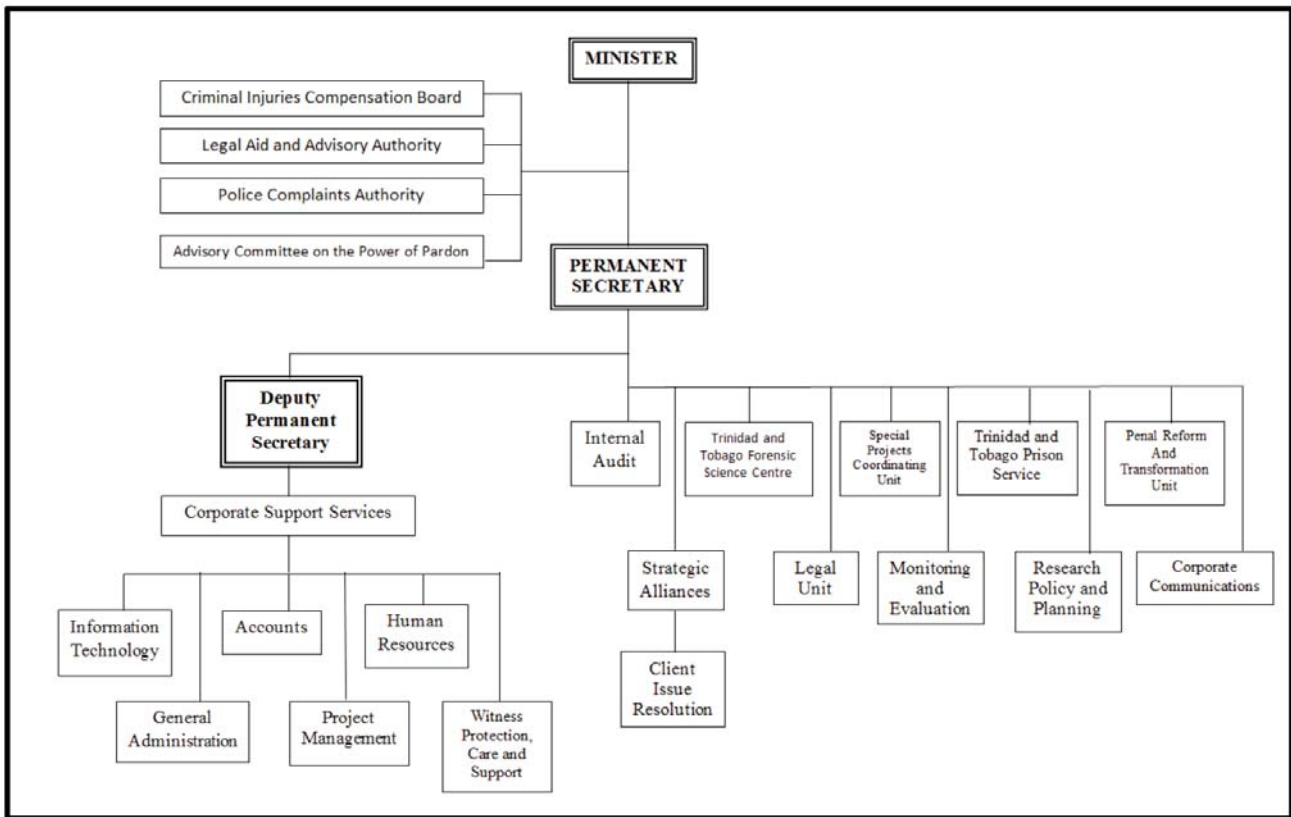 MINISTER
Criminal Injuries Compensation Board
Legal Aid and Advisory Authority
Police Complaints Authority
Advisory Committee on the Power of Pardon
PERMANENT
SECRETARY
Deputy
Permanent
Secretary
Internal
Audit
Trinidad and
Tobago Forensic
Science Centre
Special
Projects
Coordinating
Unit
Trinidad and
Tobago Prison
Service
Penal Reform
And
Transformation
Unit
Corporate Support Services
Strategic
Alliances
Legal
Unit
Monitoring
and
Evaluation
Research
Policy and
Planning
Corporate
Communications
Information
Technology
Accounts
Human
Resources
Client
Issue
Resolution
General
Administration
Project
Management
Witness
Protection,
Care and
Support